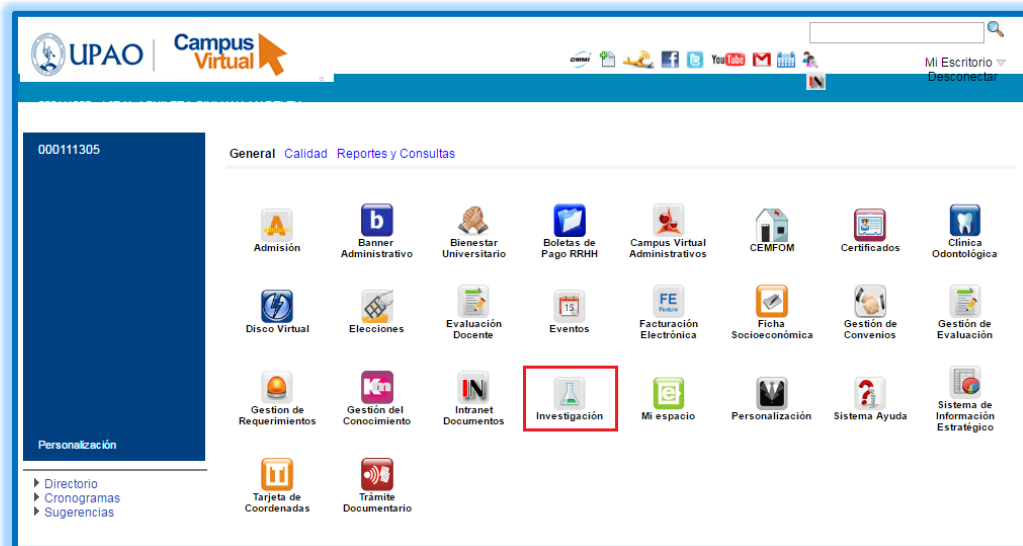 UPAO
Campus
Virtual
You Tube
Mi Escritorio
Desconectar
000111305
General Calidad Reportes y Consultas
Admisión
Banner
Administrativo
Bienestar
Universitario
Boletas de
Pago RRHH
Campus Virtual
Administrativos
CEMFOM
Certificados
Clínica
Odontológica
Disco Virtual
Elecciones
Evaluación
Docente
Eventos
FE
Facturación
Electrónica
Ficha
Socioeconómica
Gestión de
Convenios
Gestión de
Evaluación
Gestion de
Requerimientos
Gestión del
Conocimiento
Intranet
Documentos
Investigación
Mi espacio
Personalización
Sistema Ayuda
Sistema de
Información
Estratégico
Tarjeta de
Coordenadas
Trámite
Documentario
Personalización
Directorio
Cronogramas
Sugerencias